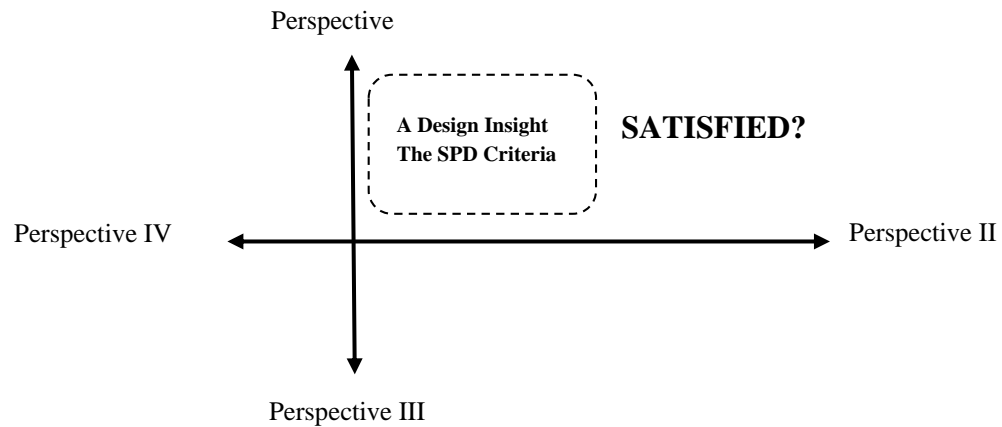 Perspective
A Design Insight
The SPD Criteria
SATISFIED?
Perspective IV
Perspective II
Perspective III